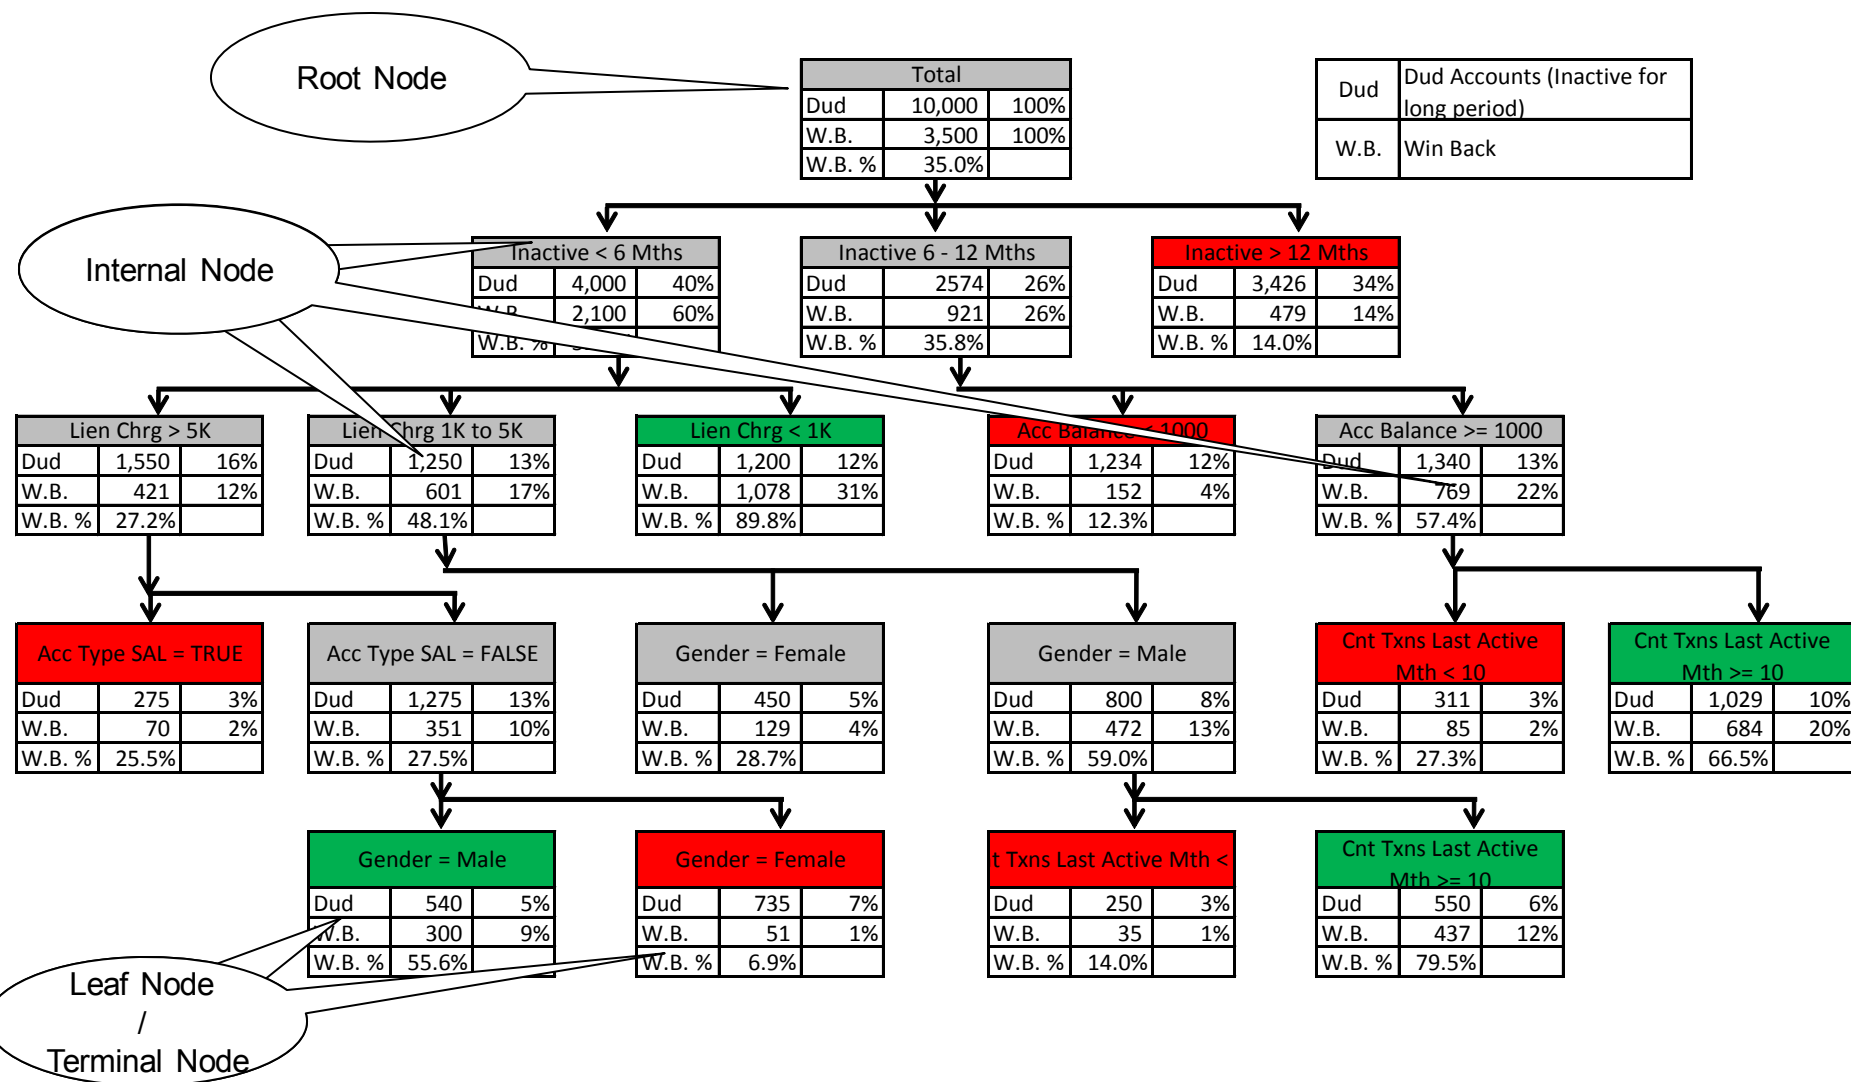 Root Node
Total
Dud 10,000 100%
W.B. 3,500 100%
W.B. % 35.0%
Dud Dud Accounts (Inactive for
long period)
W.B. Win Back
Internal Node
Inactive < 6 Mths
Dud 4,000 40%
W.B. 2,100 60%
W.B. %
Inactive 6 - 12 Mths
Dud 2574 26%
W.B. 921 26%
W.B. % 35.8%
Inactive > 12 Mths
Dud 3,426 34%
W.B. 479 14%
W.B. % 14.0%
Lien Chrg > 5K
Dud 1,550 16%
W.B. 421 12%
W.B. % 27.2%
Lien Chrg 1K to 5K
Dud 1,250 13%
W.B. 601 17%
W.B. % 48.1%
Lien Chrg < 1K
Dud 1,200 12%
W.B. 1,078 31%
W.B. % 89.8%
Acc Balance < 1000
Dud 1,234 12%
W.B. 152 4%
W.B. % 12.3%
Acc Balance >= 1000
Dud 1,340 13%
W.B. 769 22%
W.B. % 57.4%
Acc Type SAL = TRUE
Dud 275 3%
W.B. 70 2%
W.B. % 25.5%
Acc Type SAL = FALSE
Dud 1,275 13%
W.B. 351 10%
W.B. % 27.5%
Gender = Female
Dud 450 5%
W.B. 129 4%
W.B. % 28.7%
Gender = Male
Dud 800 8%
W.B. 472 13%
W.B. % 59.0%
Cnt Txns Last Active
Mth < 10
Dud 311 3%
W.B. 85 2%
W.B. % 27.3%
Cnt Txns Last Active
Mth >= 10
Dud 1,029 10%
W.B. 684 20%
W.B. % 66.5%
Gender = Male
Dud 540 5%
W.B. 300 9%
W.B. % 55.6%
Gender = Female
Dud 735 7%
W.B. 51 1%
W.B. % 6.9%
t Txns Last Active Mth <
Dud 250 3%
W.B. 35 1%
W.B. % 14.0%
Cnt Txns Last Active
Mth >= 10
Dud 550 6%
W.B. 437 12%
W.B. % 79.5%
Leaf Node
/
Terminal Node